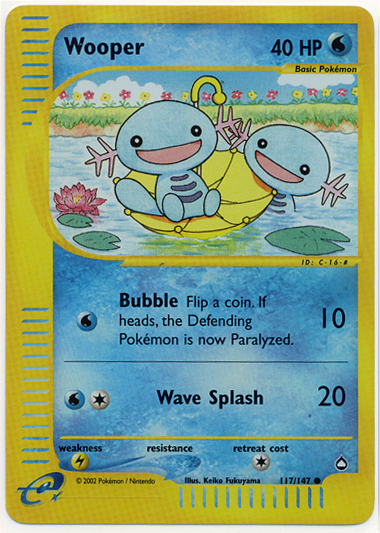 Wooper 40 HP
Basic Pokémon
ID: C-16-#
Bubble Flip a coin. If
heads, the Defending 10
Pokémon is now Paralyzed.
Wave Splash 20
weakness resistance retreat cost
© 2002 Pokémon / Nintendo Illus. Keiko Fukuyama 117/147
e